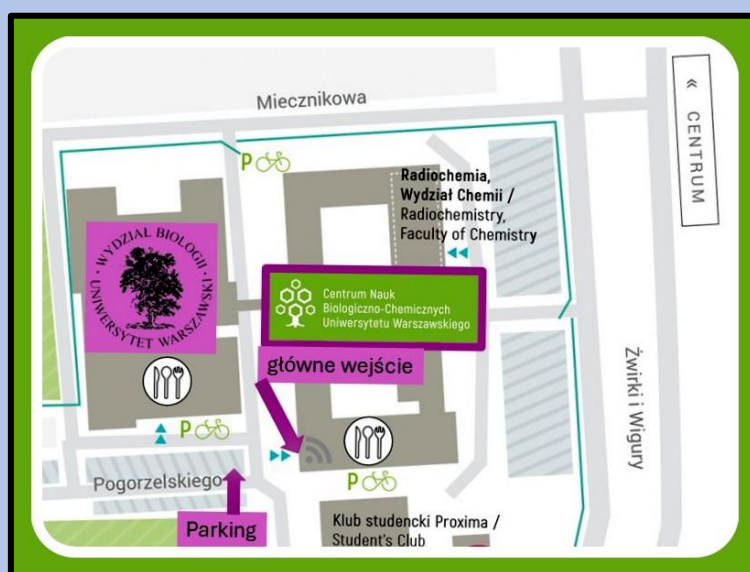 Miecznikowa
« CENTRUM
P
Radiochemia,
Wydział Chemii /
Radiochemistry,
Faculty of Chemistry
WYDZIAŁ BIOLOGII
UNIWERSYTET WARSZAWSKI
Centrum Nauk
Biologiczno-Chemicznych
Uniwersytetu Warszawskiego
główne wejście
Żwirki i Wigury
P
P
Pogorzelskiego
Parking
Klub studencki Proxima /
Student's Club